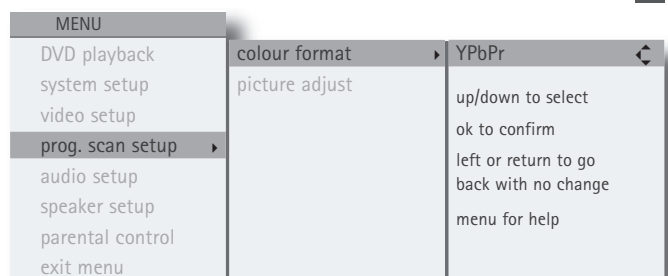 MENU
DVD playback
system setup
video setup
prog. scan setup
audio setup
speaker setup
parental control
exit menu
colour format
picture adjust
YPbPr
up/down to select
ok to confirm
left or return to go
back with no change
menu for help